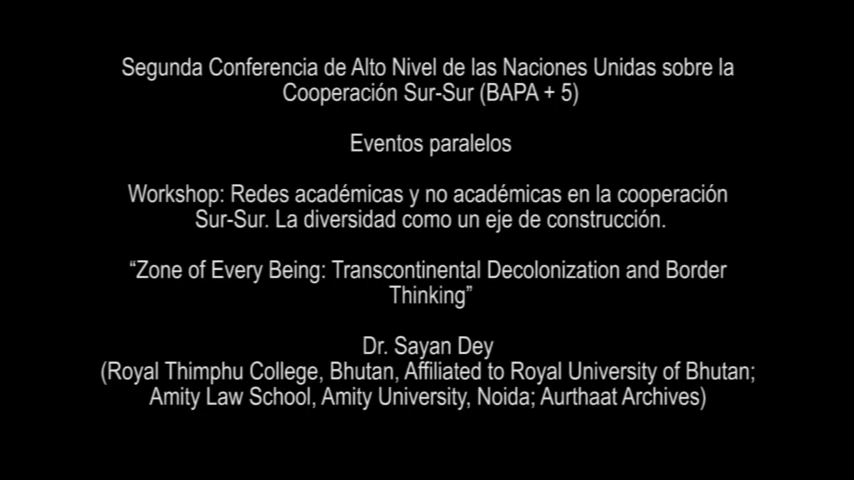 Segunda Conferencia de Alto Nivel de las Naciones Unidas sobre la
Cooperación Sur-Sur (BAPA + 5)
Eventos paralelos
Workshop: Redes académicas y no académicas en la cooperación
Sur-Sur. La diversidad como un eje de construcción.
“Zone of Every Being: Transcontinental Decolonization and Border
Thinking”
Dr. Sayan Dey
(Royal Thimphu College, Bhutan, Affiliated to Royal University of Bhutan;
Amity Law School, Amity University, Noida; Aurthaat Archives)